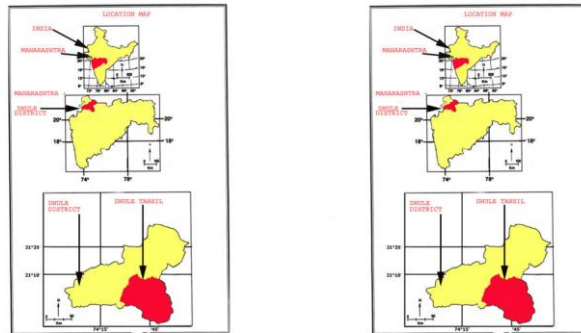 LOCATION MAP
INDIA
MAHARASHTRA
MAHARASHTRA
DHULE
DISTRICT
20°
18°
20°
18°
74°
78°
DHULE
DISTRICT
DHULE TAHSIL
21°25
21°10
74°15
'45
LOCATION MAP
INDIA
MAHARASHTRA
MAHARASHTRA
DHULE
DISTRICT
20°
18°
20°
18°
74°
78°
DHULE
DISTRICT
DHULE TAHSIL
21°25
21°10
74°15
'45